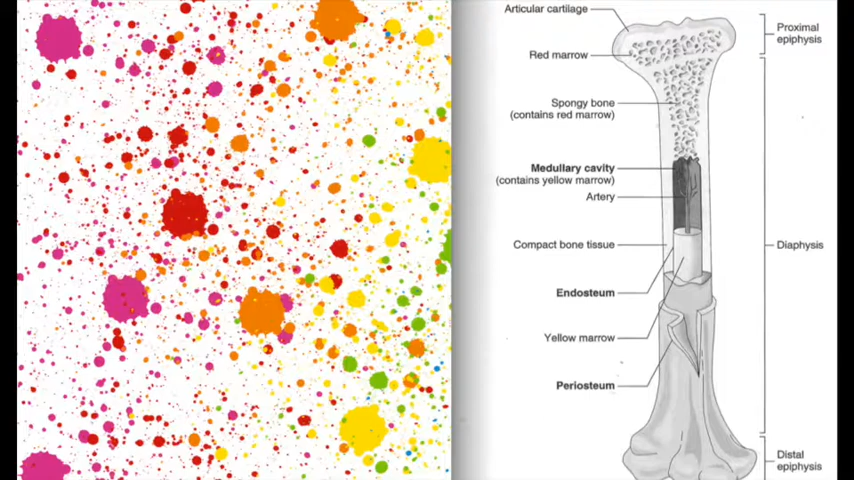 Articular cartilage
Proximal
epiphysis
Red marrow
Spongy bone
(contains red marrow)
Medullary cavity
(contains yellow marrow)
Artery
Compact bone tissue
Diaphysis
Endosteum
Yellow marrow
Periosteum
Distal
epiphysis